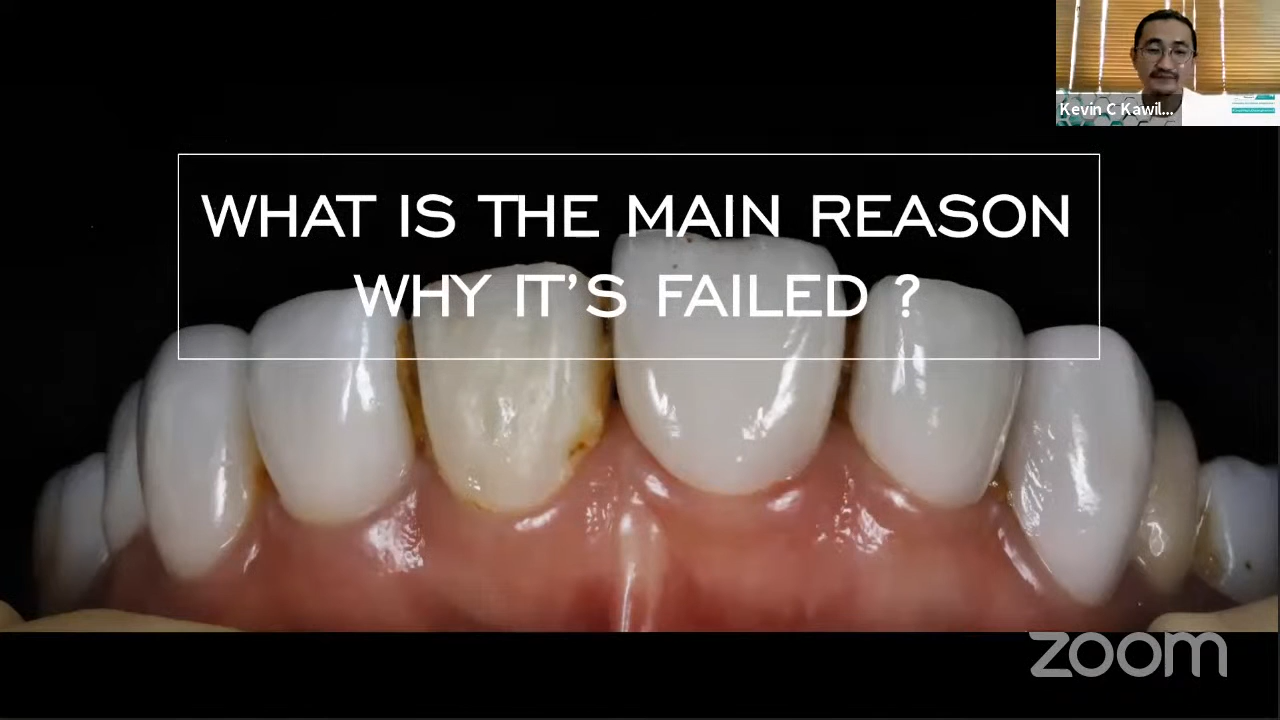 Kevin C Kawil...
WHAT IS THE MAIN REASON
WHY IT'S FAILED ?
zoom